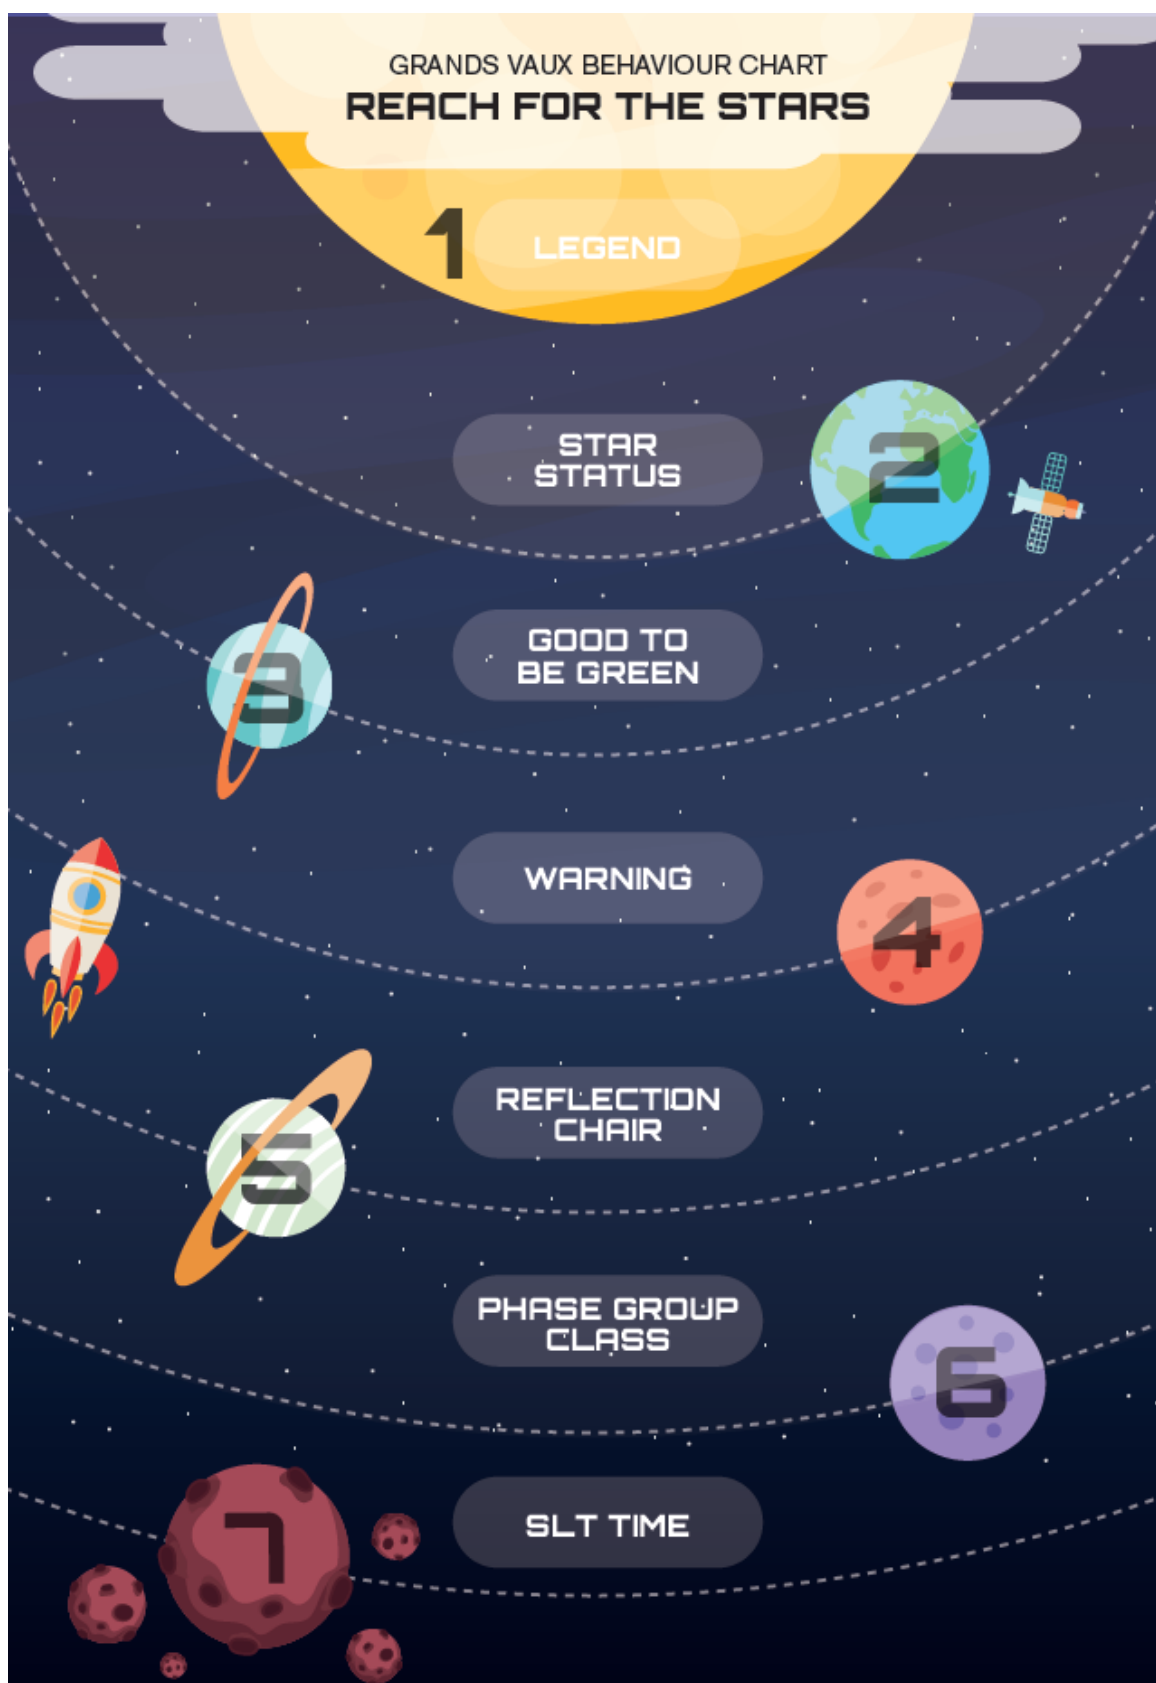 GRANDS VAUX BEHAVIOUR CHART
REACH FOR THE STARS
1
LEGEND
STAR
STATUS
2
GOOD TO
BE GREEN
3
WARNING
4
REFLECTION
CHAIR
5
PHASE GROUP
CLASS
6
SLT TIME
7